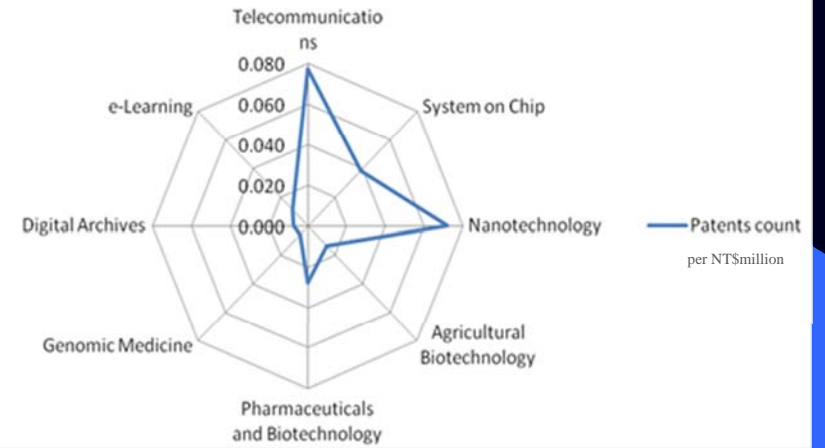 Telecommunicatio
ns
0.080
0.060
0.040
0.020
0.000
System on Chip
Nanotechnology
Agricultural
Biotechnology
Pharmaceuticals
and Biotechnology
Genomic Medicine
Digital Archives
e-Learning
Patents count
per NT$million